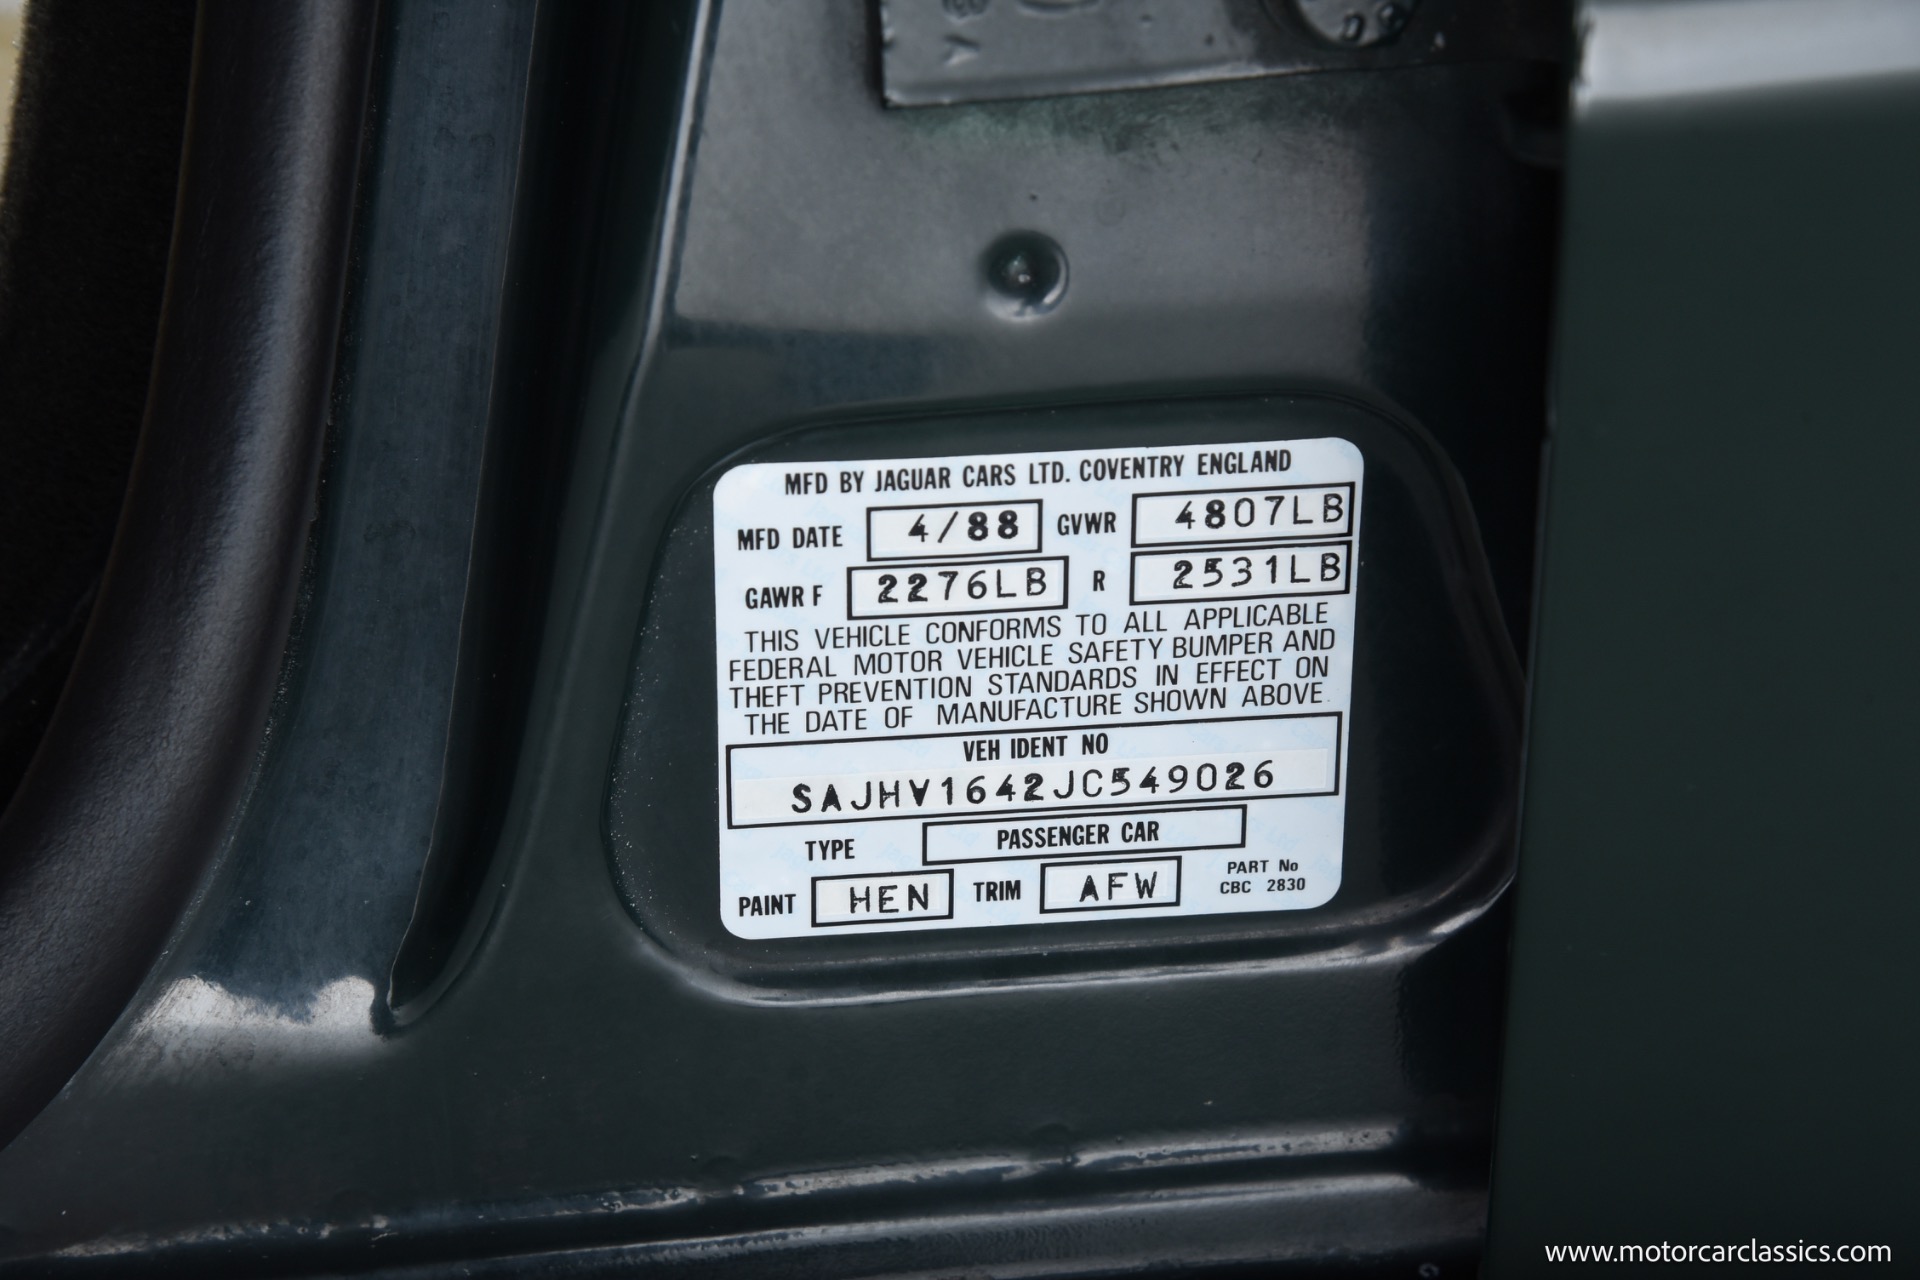 MFD BY JAGUAR CARS LTD. COVENTRY ENGLAND
MFD DATE 4/88 GVWR 4807LB
GAWR F 2276LB R 2531LB
THIS VEHICLE CONFORMS TO ALL APPLICABLE
FEDERAL MOTOR VEHICLE SAFETY BUMPER AND
THEFT PREVENTION STANDARDS IN EFFECT ON
THE DATE OF MANUFACTURE SHOWN ABOVE.
VEH IDENT NO
SAJHV1642JC549026
TYPE PASSENGER CAR
PAINT HEN TRIM AFW PART No
CBC 2830
www.motorcarclassics.com